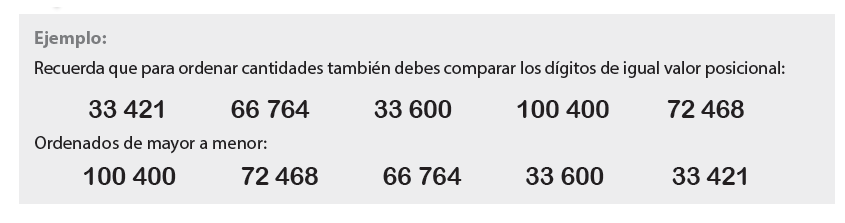 Ejemplo:
Recuerda que para ordenar cantidades también debes comparar los dígitos de igual valor posicional:
33 421 66 764 33 600 100 400 72 468
Ordenados de mayor a menor:
100 400 72 468 66 764 33 600 33 421